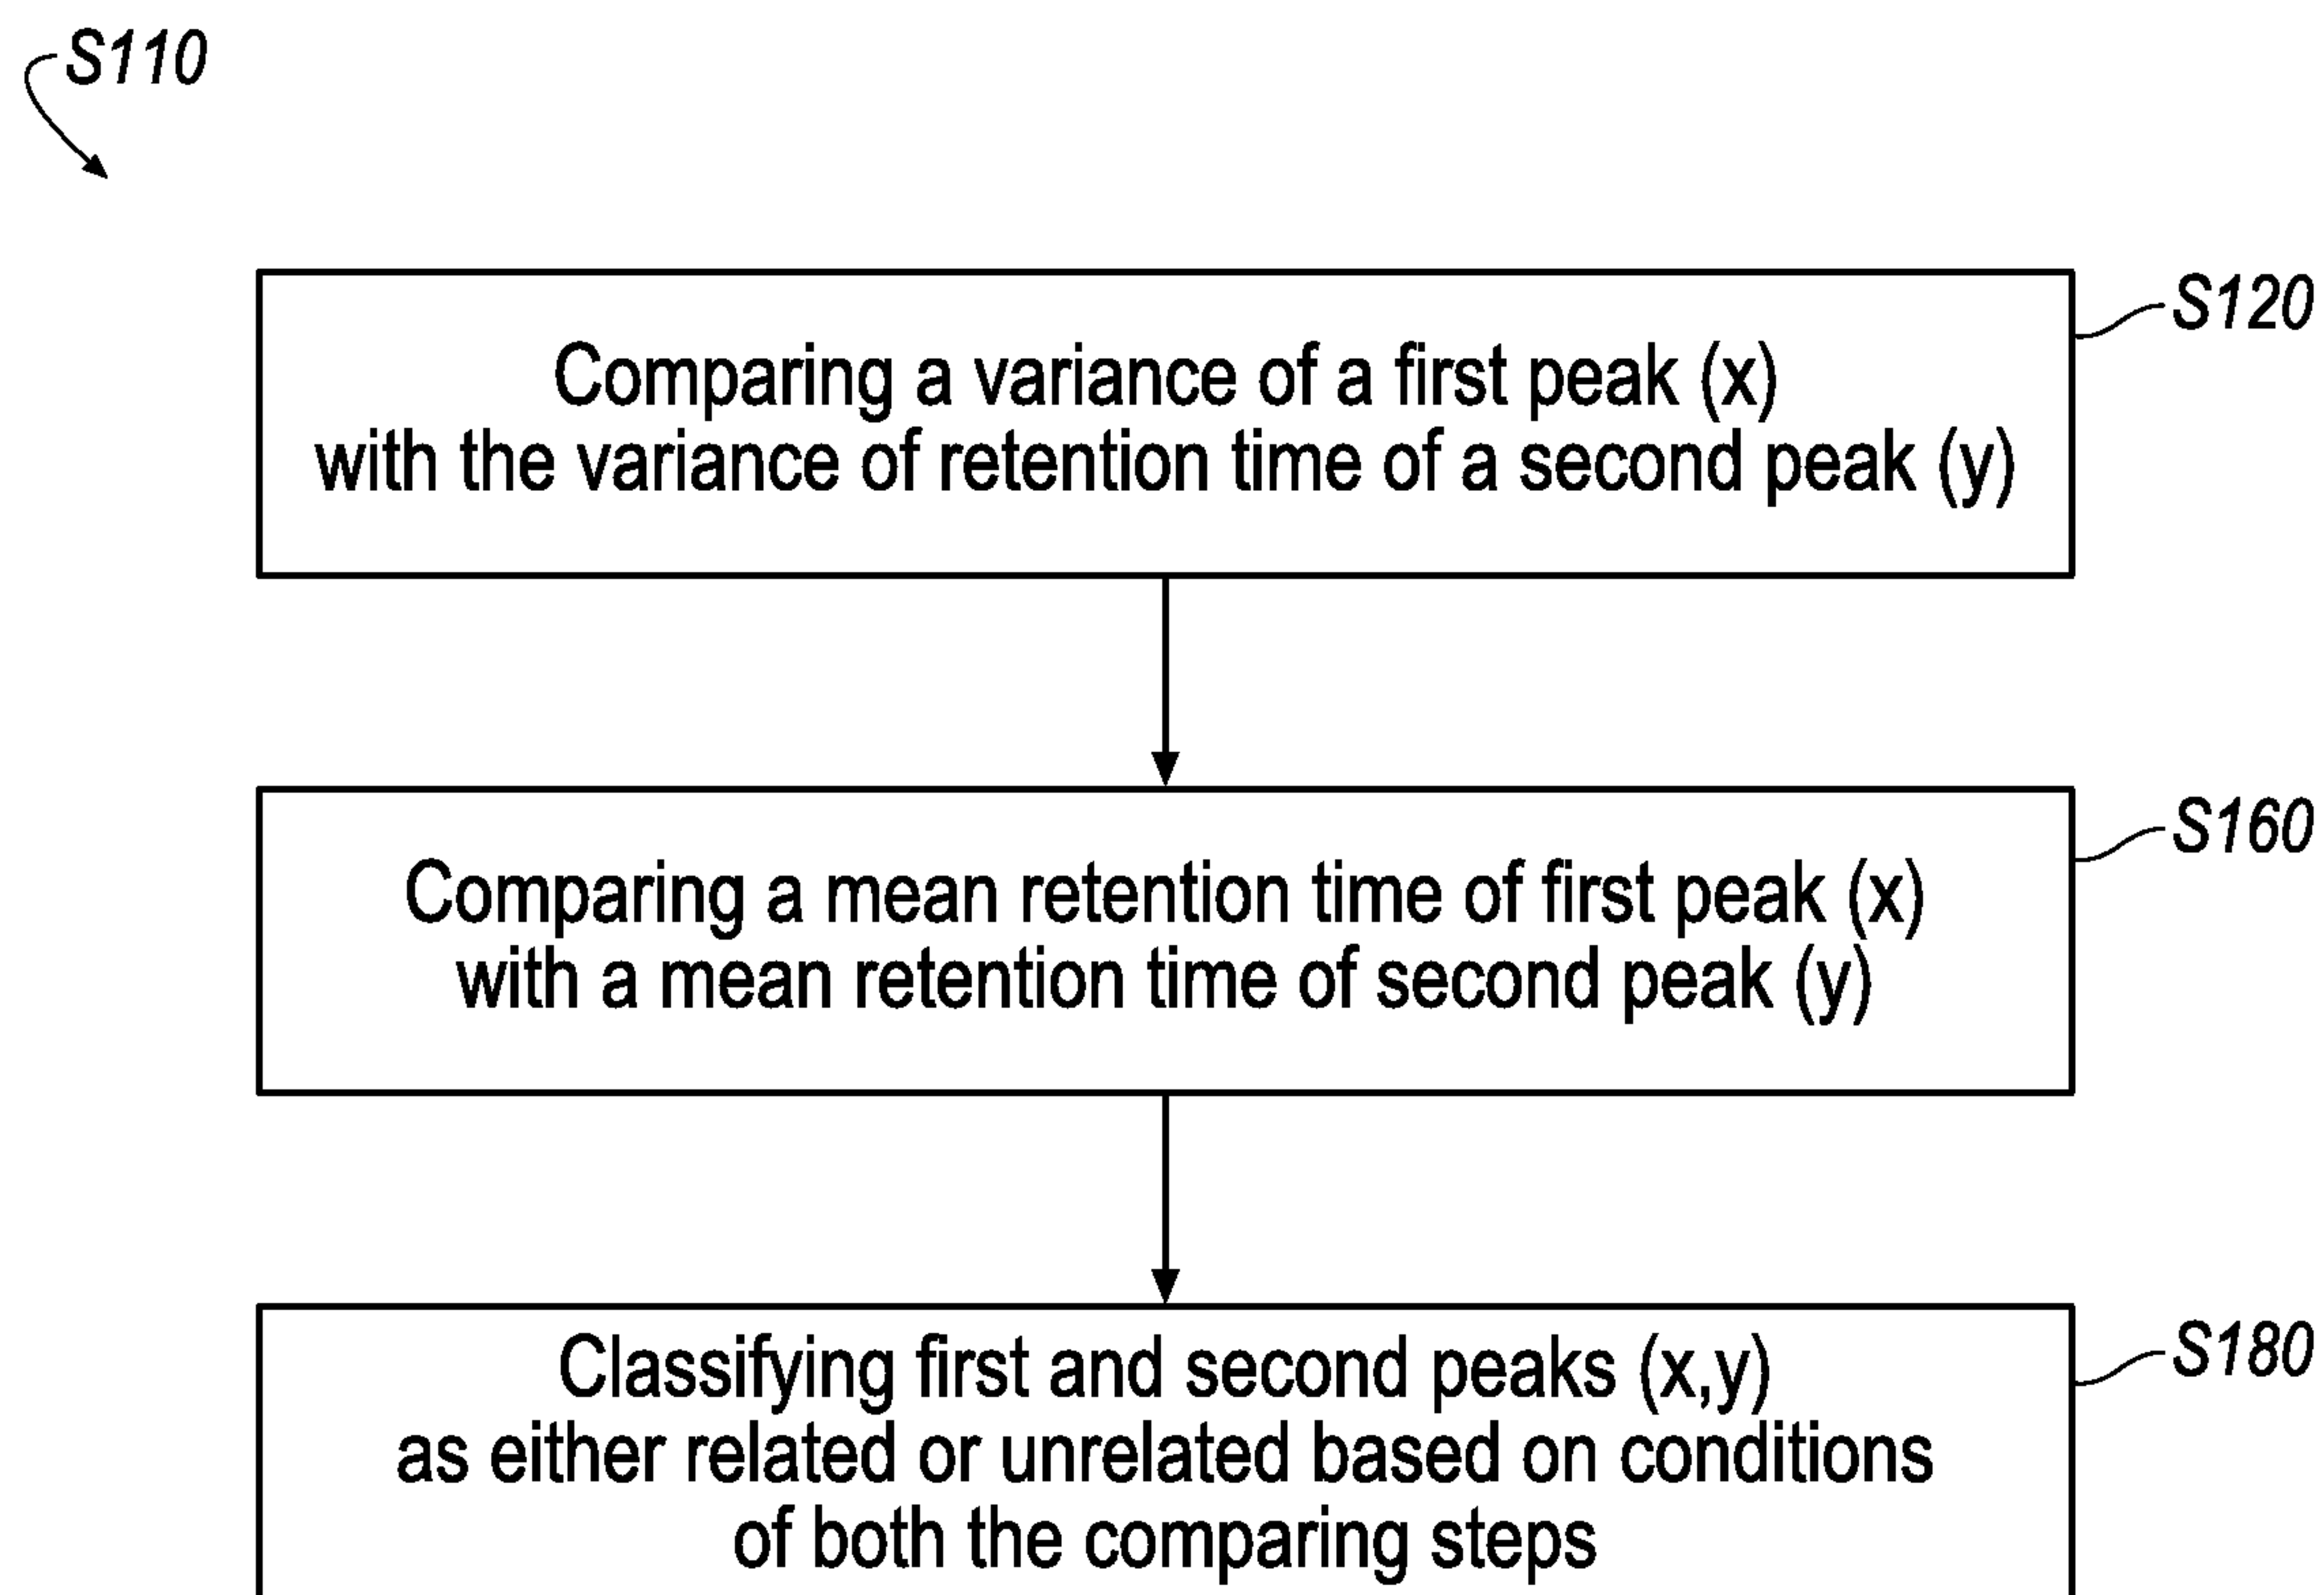 S110
S120
Comparing a variance of a first peak (x)
with the variance of retention time of a second peak (y)
S160
Comparing a mean retention time of first peak (x)
with a mean retention time of second peak (y)
S180
Classifying first and second peaks (x,y)
as either related or unrelated based on conditions
of both the comparing steps